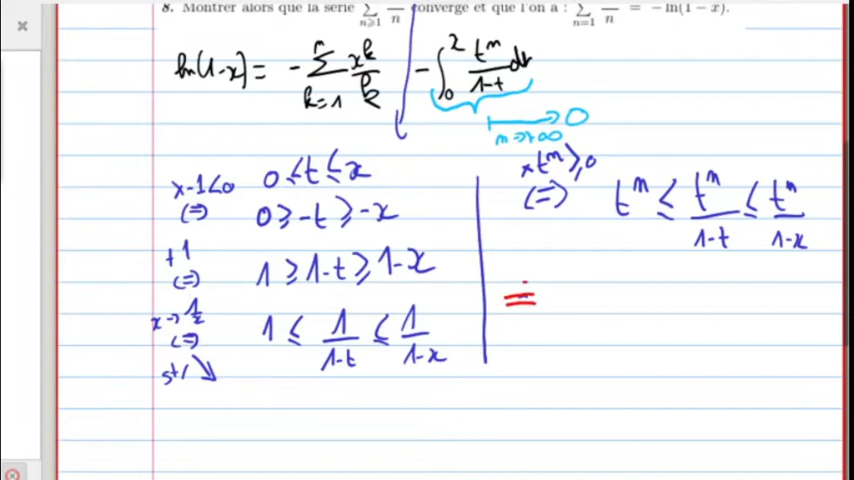 8. Montrer alors que la série ∑ n⩾1 /n converge et que l'on a : ∑ n=1 /n = −ln(1 − x).
ln(1-x) = - ∑ k=1 n x^k/k - ∫ 0 2 t^n/1-t dt
⟼ 0
n→+∞
x-1<0 0 ≤ t ≤ x
(=) 0 ≥ -t ≥ -x
+1
(=) 1 ≥ 1-t ≥ 1-x
x→ 1/x
(=) 1 ≤ 1/1-t ≤ 1/1-x
st/ ↘
× t^n ≥ 0
(=) t^n ≤ t^n/1-t ≤ t^n/1-x
=